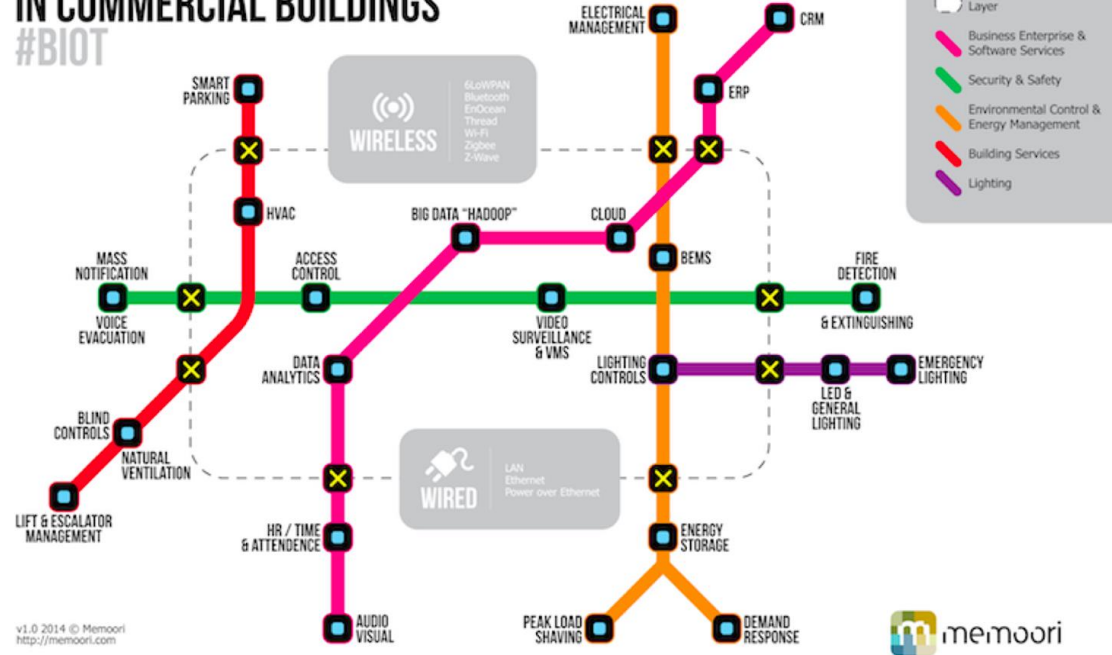 IN COMMERCIAL BUILDINGS
#BIOT
ELECTRICAL
MANAGEMENT
CRM
Layer
Business Enterprise &
Software Services
Security & Safety
Environmental Control &
Energy Management
Building Services
Lighting
SMART
PARKING
WIRELESS
6LoWPAN
Bluetooth
EnOcean
Thread
Wi-Fi
Zigbee
Z-Wave
ERP
HVAC
BIG DATA "HADOOP"
CLOUD
MASS
NOTIFICATION
VOICE
EVACUATION
ACCESS
CONTROL
BEMS
FIRE
DETECTION
& EXTINGUISHING
VIDEO
SURVEILLANCE
& VMS
DATA
ANALYTICS
LIGHTING
CONTROLS
EMERGENCY
LIGHTING
LED &
GENERAL
LIGHTING
BLIND
CONTROLS
NATURAL
VENTILATION
WIRED
LAN
Ethernet
Power over Ethernet
LIFT & ESCALATOR
MANAGEMENT
HR / TIME
& ATTENDENCE
ENERGY
STORAGE
AUDIO
VISUAL
PEAK LOAD
SHAVING
DEMAND
RESPONSE
v1.0 2014 © Memoori
http://memoori.com
m memoori